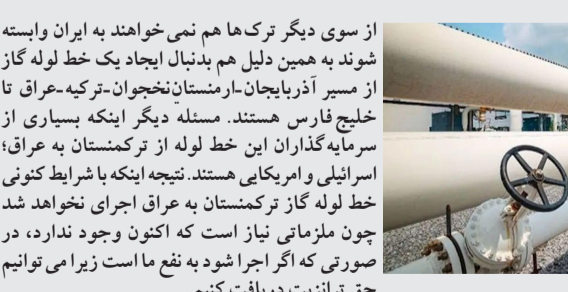 از سوی دیگر ترک‌ها هم نمی‌خواهند به ایران وابسته
شوند به همین دلیل هم بدنبال ایجاد یک خط لوله گاز
از مسیر آذربایجان-ارمنستان‌نخجوان-ترکیه-عراق تا
خلیج فارس هستند. مسئله دیگر اینکه بسیاری از
سرمایه‌گذاران این خط لوله از ترکمنستان به عراق؛
اسرائیلی و امریکایی هستند. نتیجه اینکه با شرایط کنونی
خط لوله گاز ترکمنستان به عراق اجرای نخواهد شد
چون ملزماتی نیاز است که اکنون وجود ندارد، در
صورتی که اگر اجرا شود به نفع ما است زیرا می توانیم
حق ترانزیت دریافت کنیم